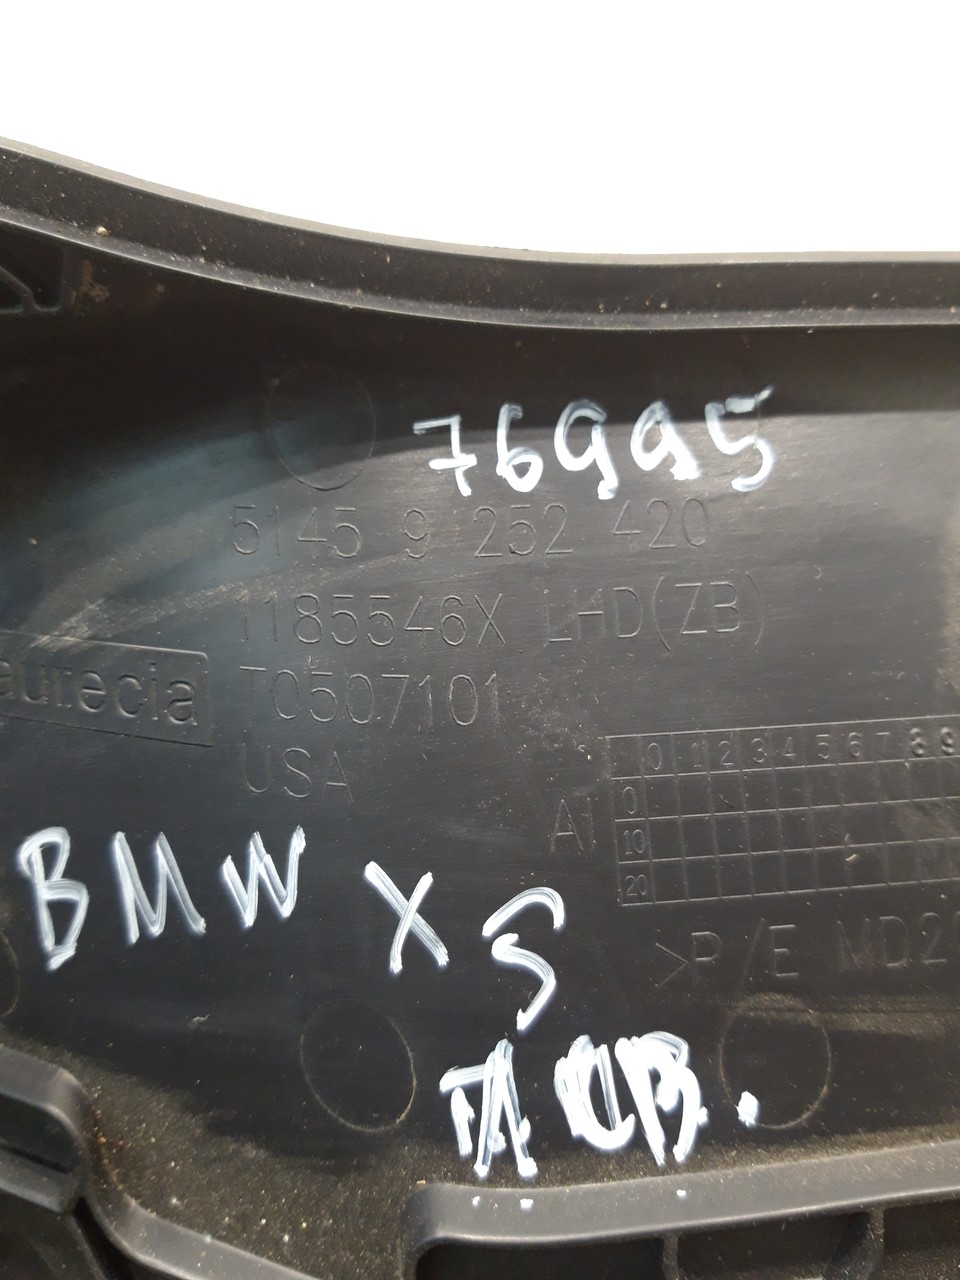 76995
5145 9 252 420
1185546X LHD(ZB)
aurecia
T0507101
USA
0 1 2 3 4 5 6 7 8 9
0
AI
10
20
BMW X5
>P/E MD2